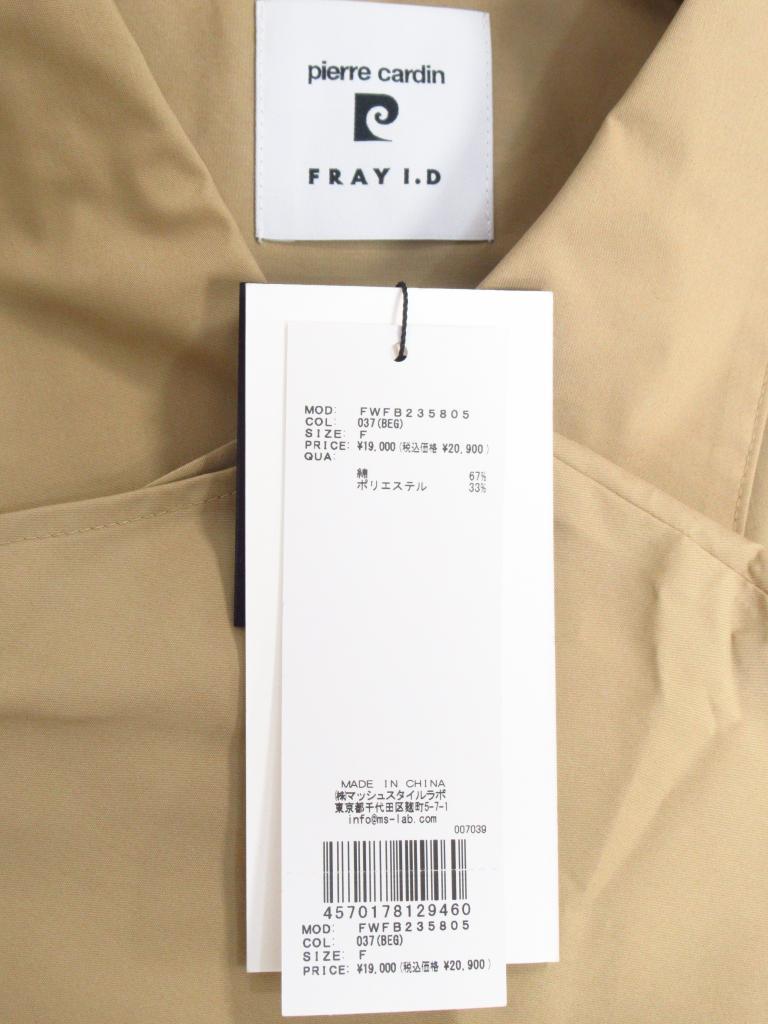 pierre cardin
FRAY I.D
MOD: FWFB235805
COL: 037(BEG)
SIZE: F
PRICE: ¥19,000(税込価格 ¥20,900)
QUA:
綿 67%
ポリエステル 33%
MADE IN CHINA
㈱マッシュスタイルラボ
東京都千代田区麹町5-7-1
info@ms-lab.com
007039
4570178129460
MOD: FWFB235805
COL: 037(BEG)
SIZE: F
PRICE: ¥19,000(税込価格 ¥20,900)